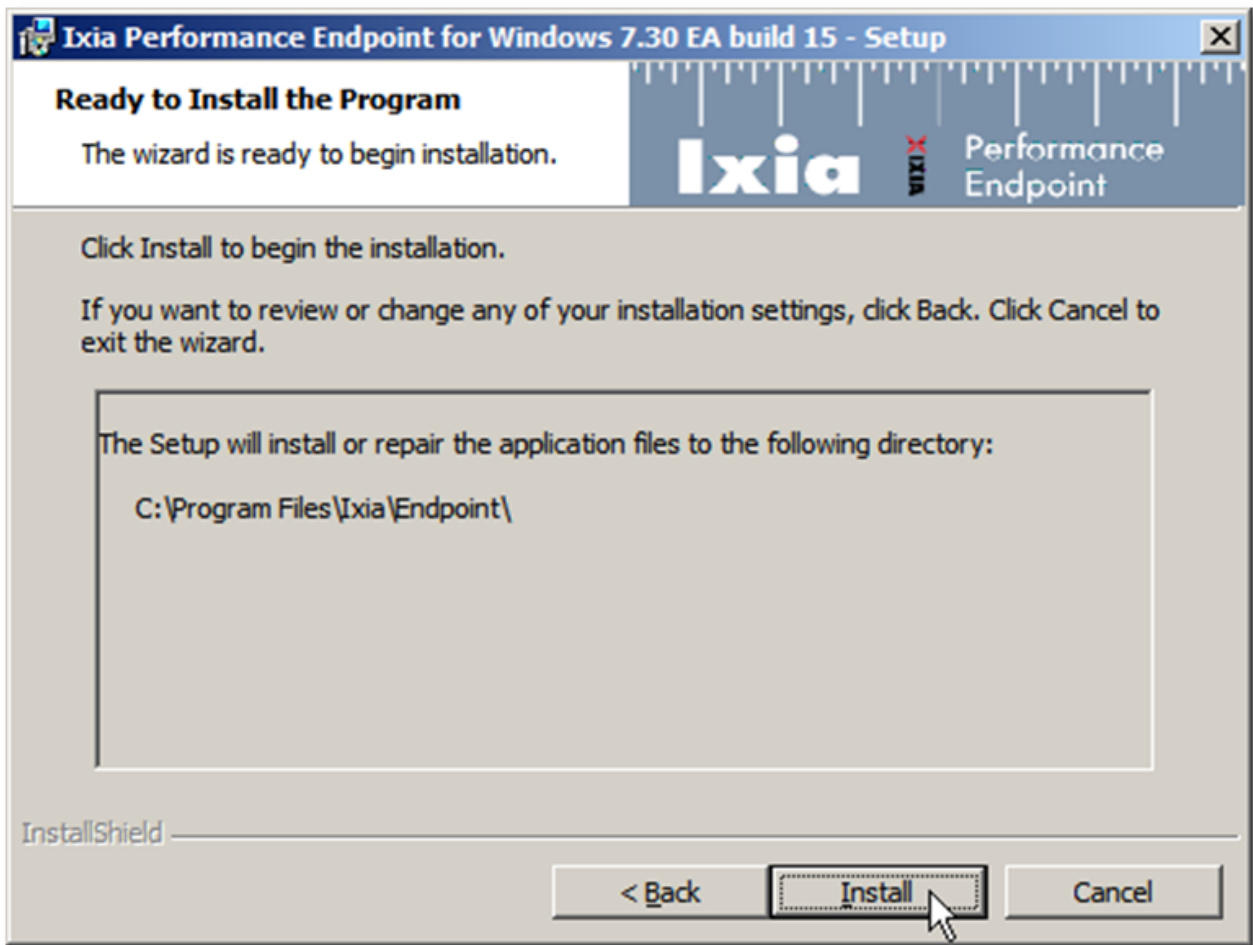 Ixia Performance Endpoint for Windows 7.30 EA build 15 - Setup
Ready to Install the Program
The wizard is ready to begin installation.
Ixia
IXIA
Performance
Endpoint
Click Install to begin the installation.
If you want to review or change any of your installation settings, click Back. Click Cancel to
exit the wizard.
The Setup will install or repair the application files to the following directory:
C:\Program Files\Ixia\Endpoint\
InstallShield
< Back
Install
Cancel